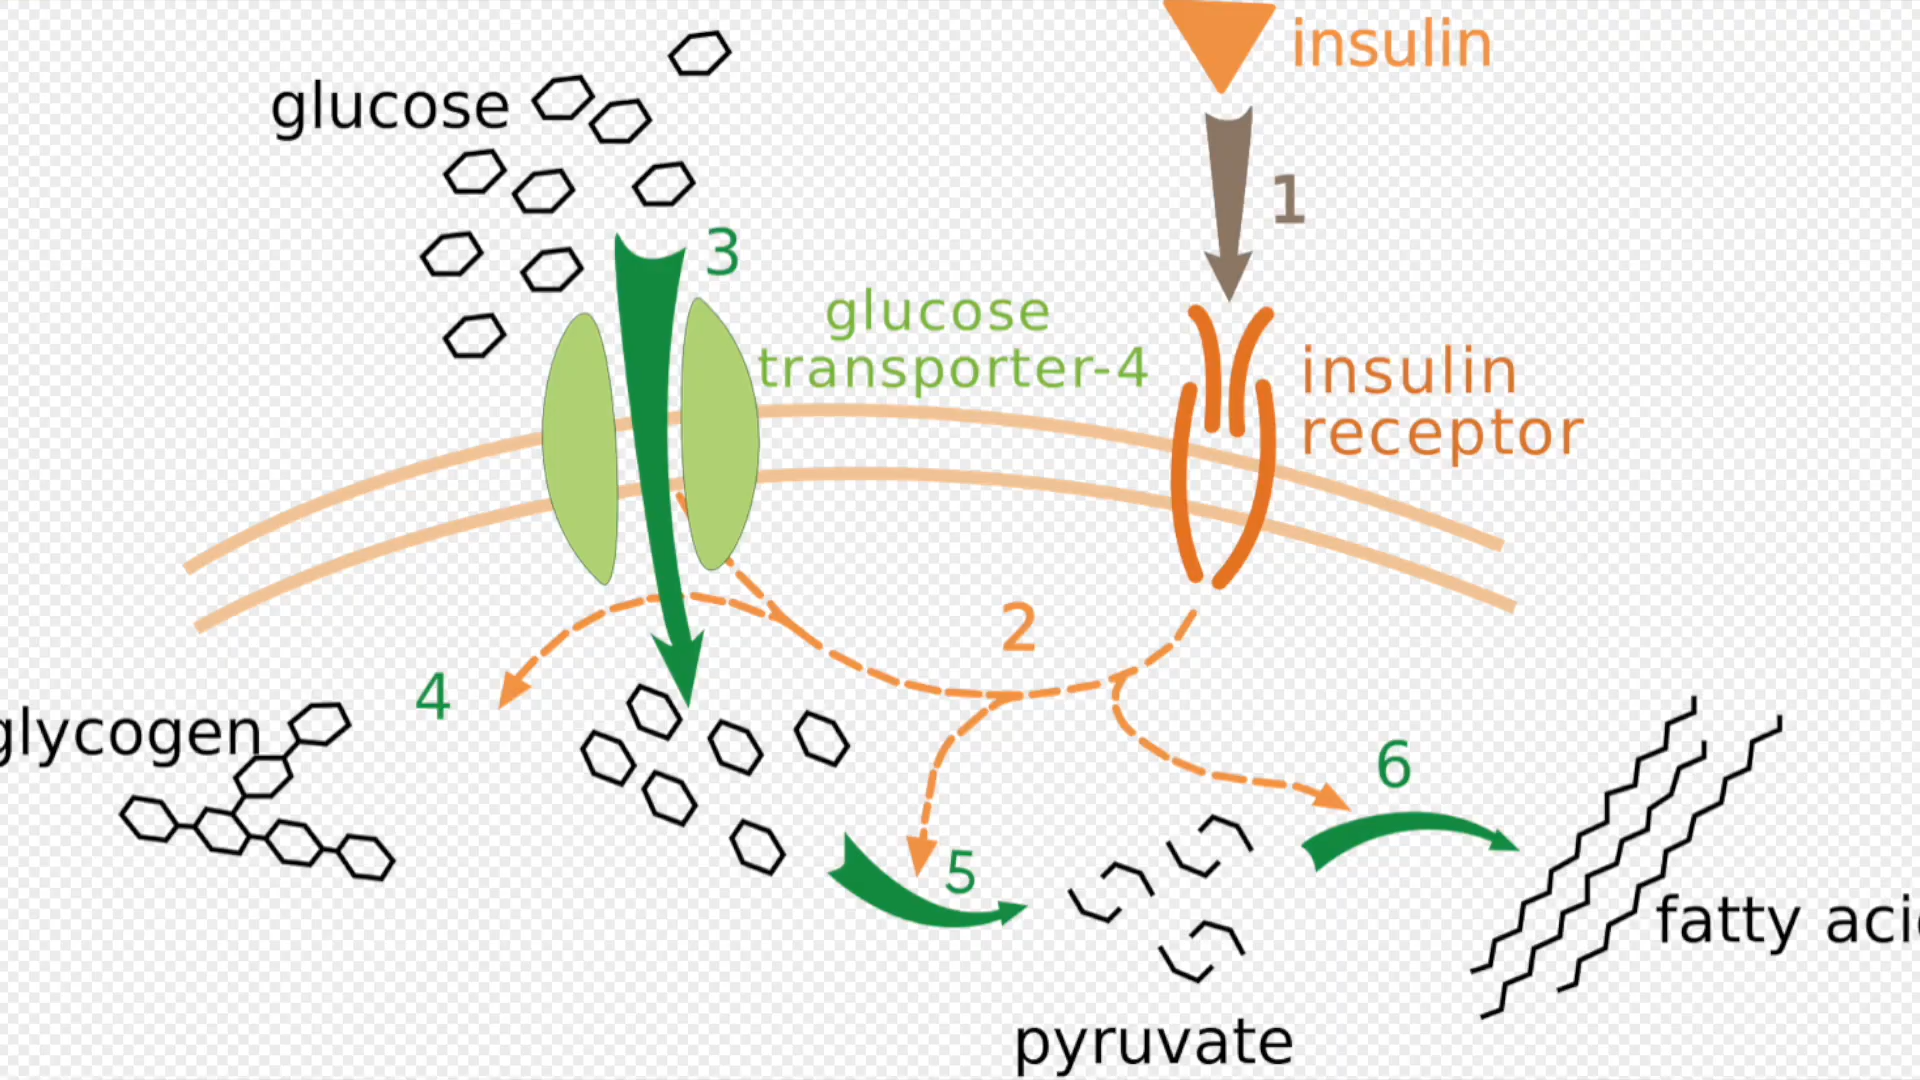 insulin
glucose
1
3
glucose
transporter-4
insulin
receptor
2
4
glycogen
6
5
fatty aci
pyruvate